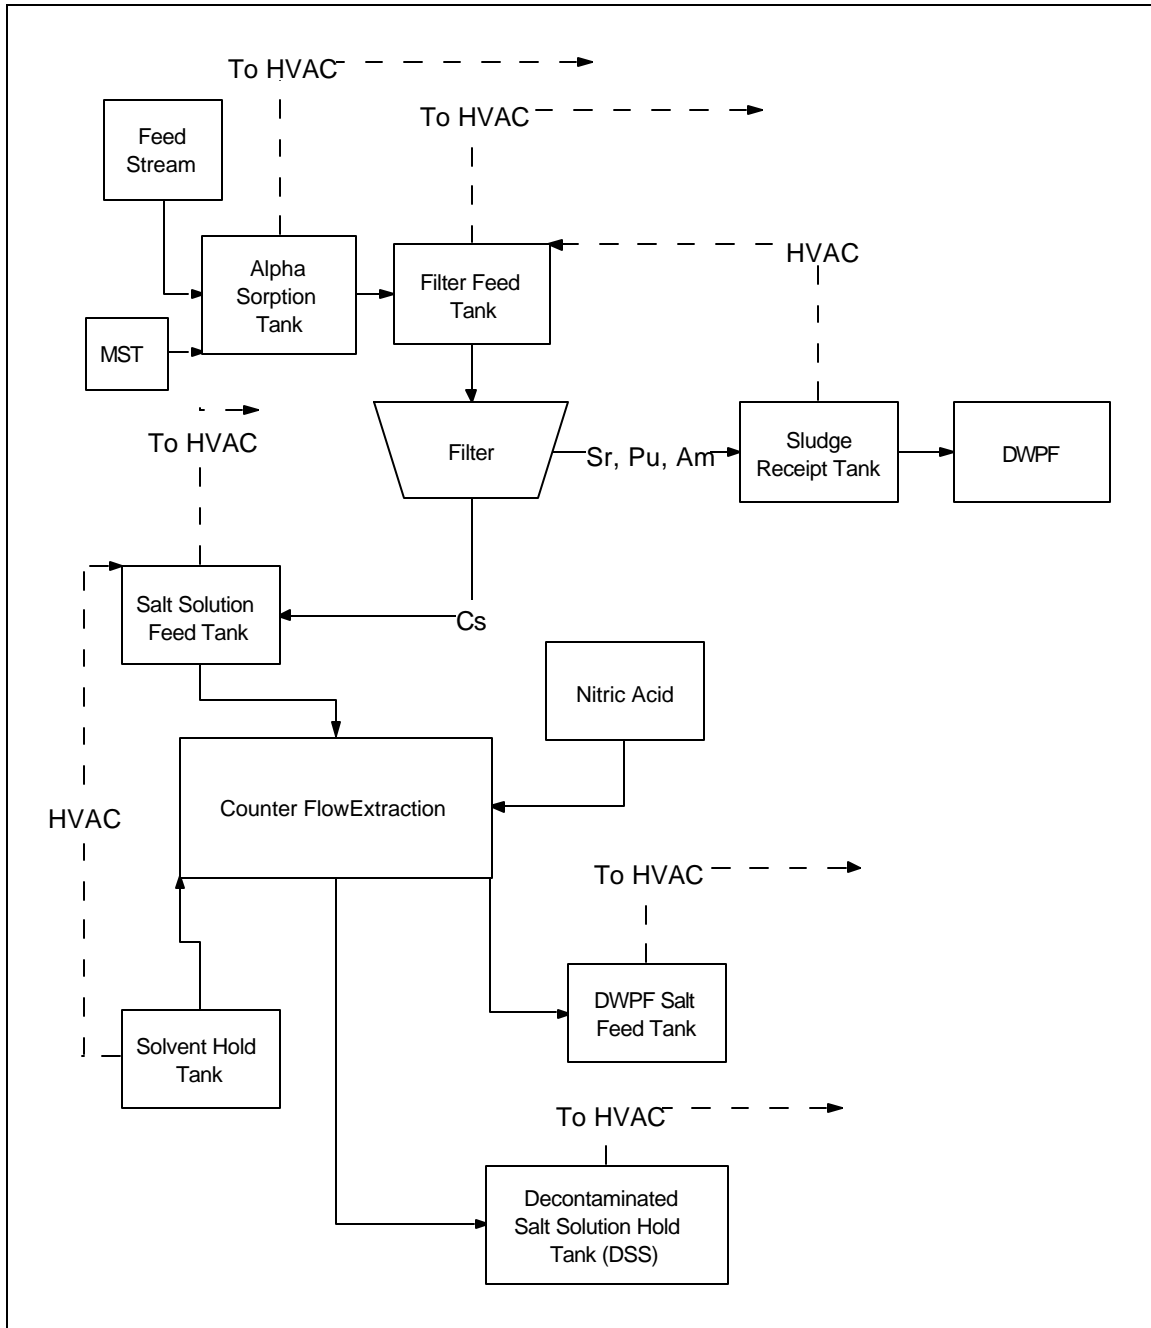 To HVAC
To HVAC
Feed
Stream
HVAC
Alpha
Sorption
Tank
Filter Feed
Tank
MST
To HVAC
Filter
Sr, Pu, Am
Sludge
Receipt Tank
DWPF
Salt Solution
Feed Tank
Cs
Nitric Acid
Counter FlowExtraction
HVAC
To HVAC
DWPF Salt
Feed Tank
Solvent Hold
Tank
To HVAC
Decontaminated
Salt Solution Hold
Tank (DSS)